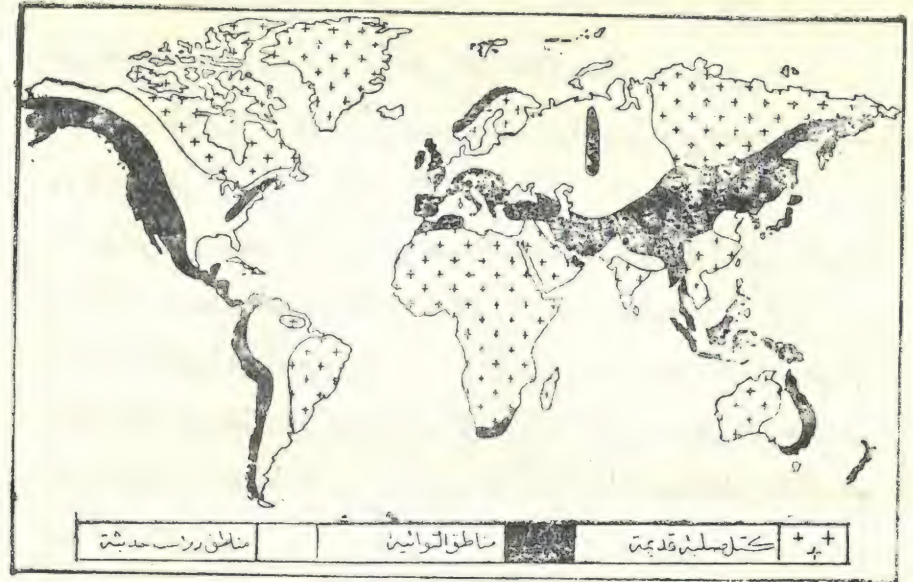 كتل صلبة قديمة
مناطق التوائية
مناطق رواسب حديثة